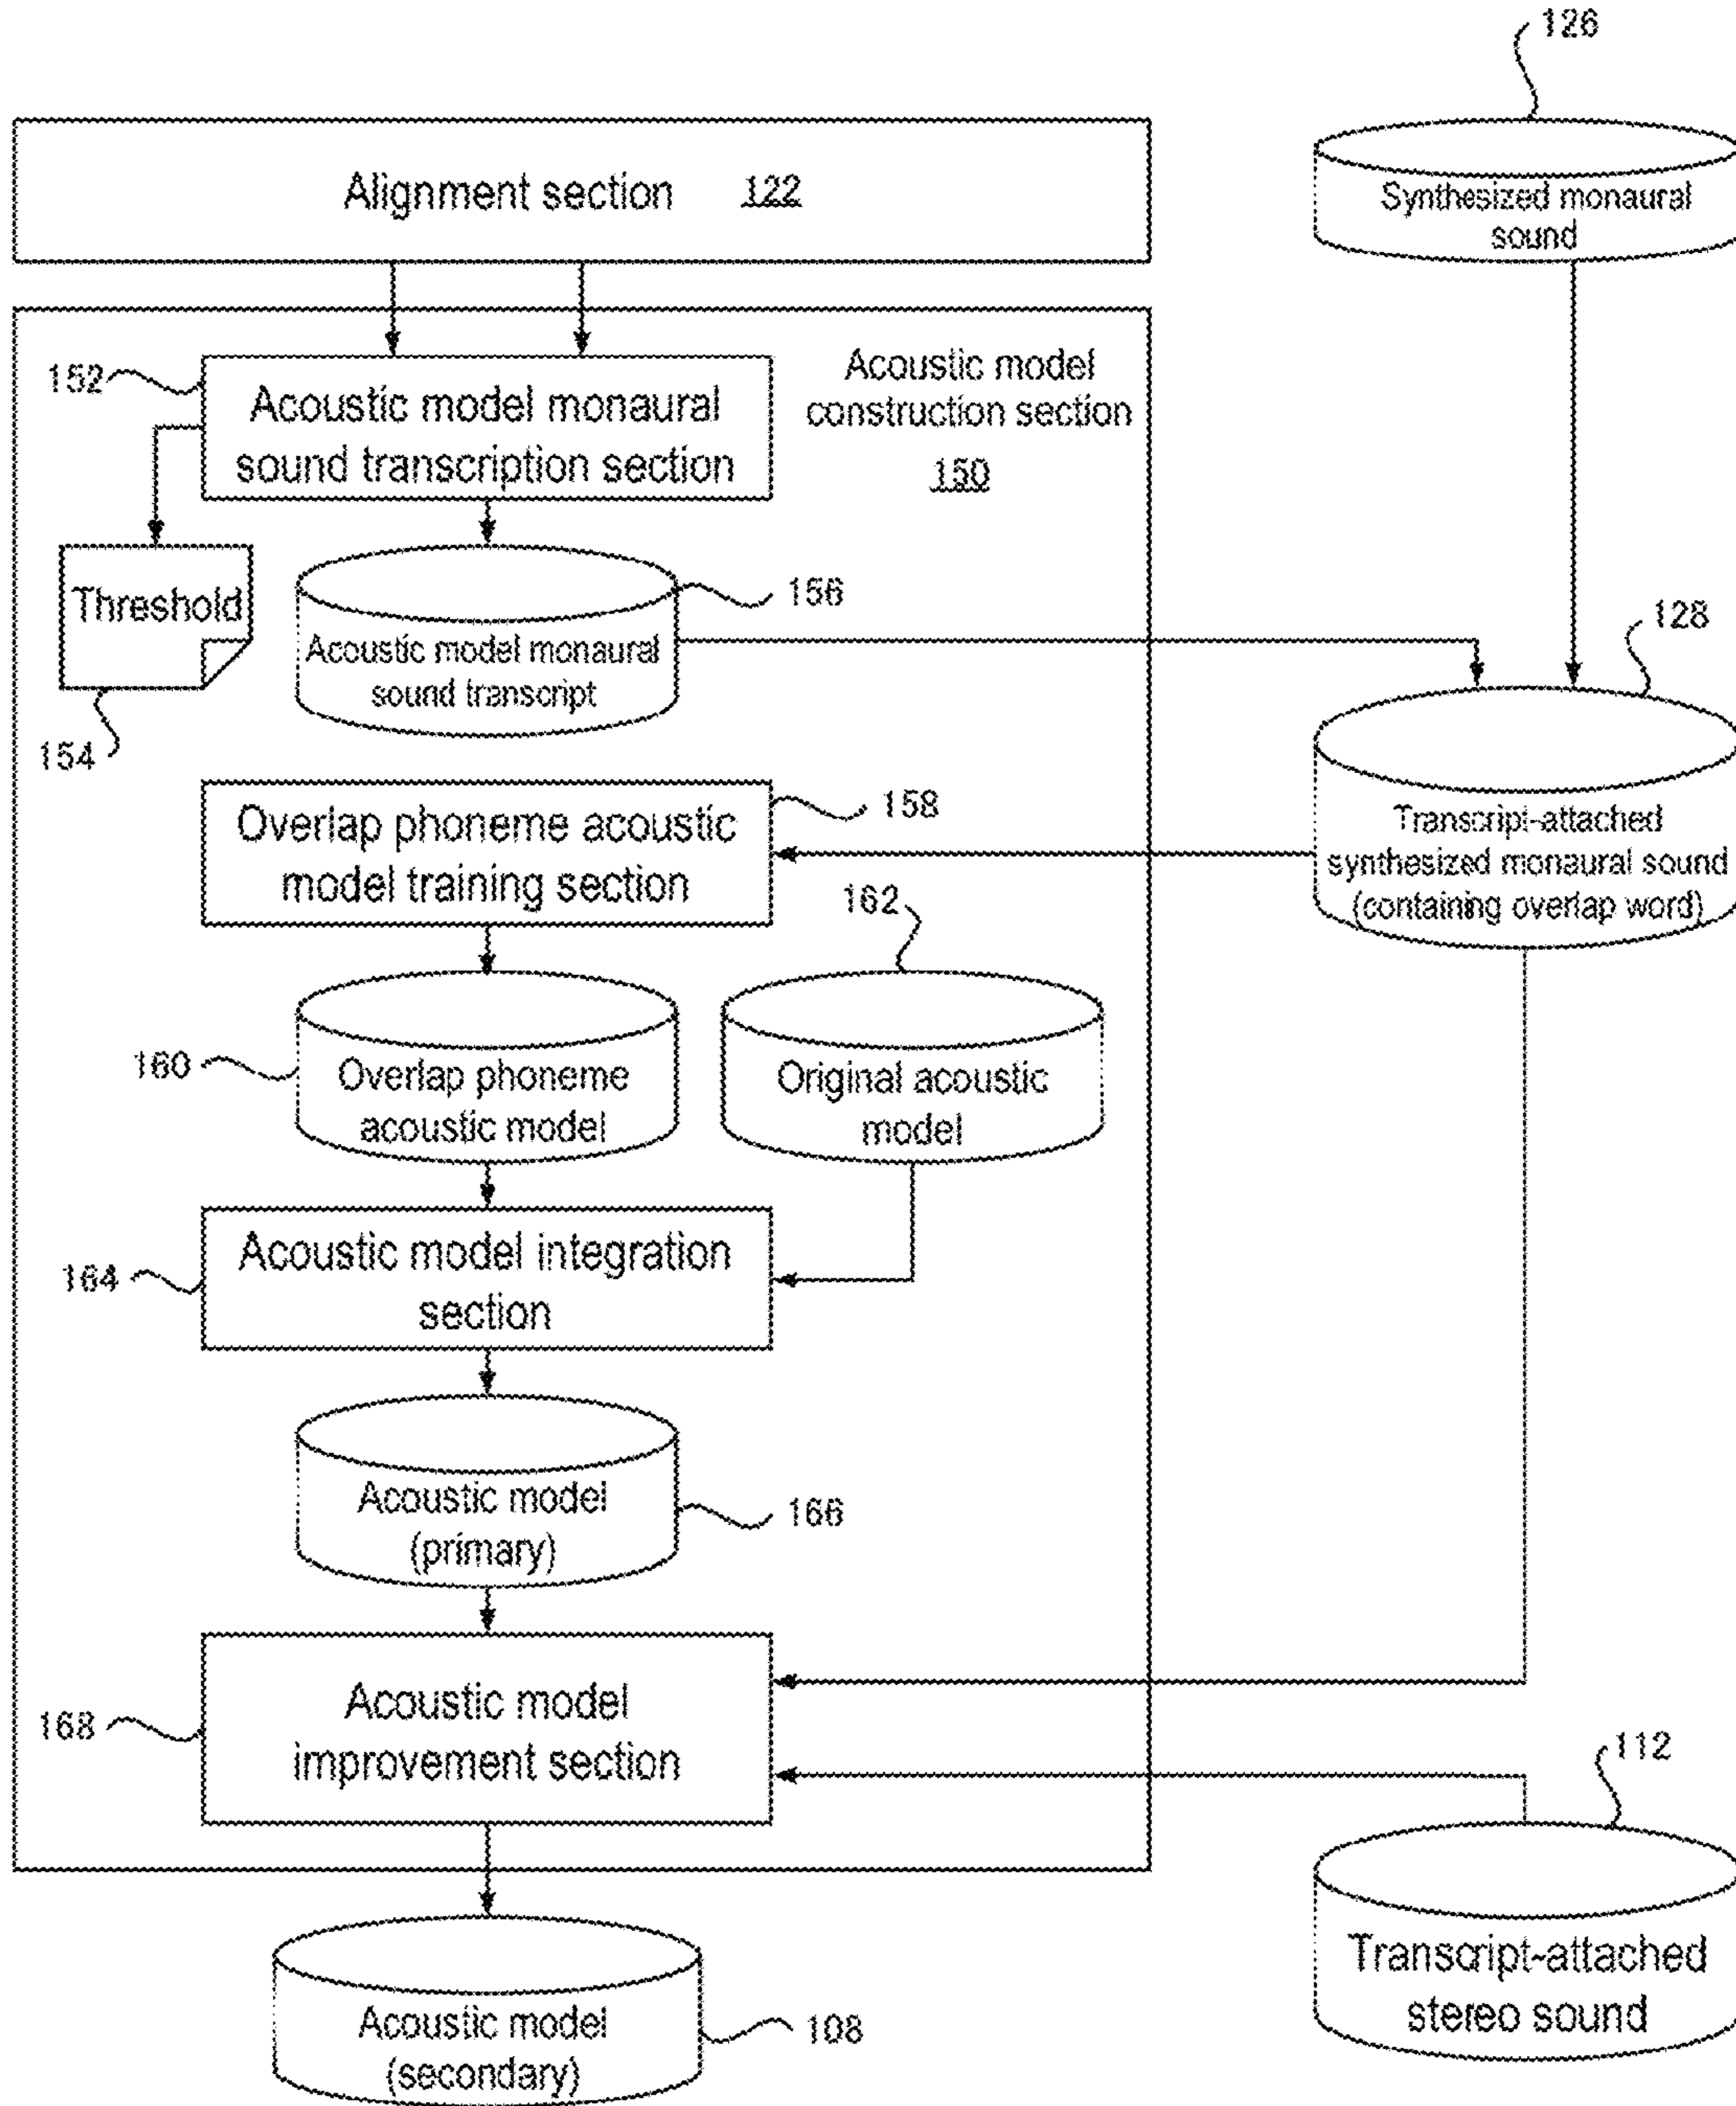 126
Alignment section 122
Synthesized monaural
sound
152
Acoustic model monaural
sound transcription section
Acoustic model
construction section
150
Threshold
154
156
Acoustic model monaural
sound transcript
128
Transcript-attached
synthesized monaural sound
(containing overlap word)
158
Overlap phoneme acoustic
model training section
162
160
Overlap phoneme
acoustic model
Original acoustic
model
164
Acoustic model integration
section
Acoustic model
(primary)
166
168
Acoustic model
improvement section
112
Transcript-attached
stereo sound
Acoustic model
(secondary)
108